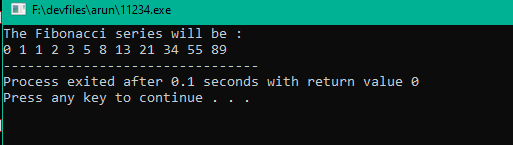 F:\devfiles\arun\11234.exe
The Fibonacci series will be :
0 1 1 2 3 5 8 13 21 34 55 89
--------------------------------
Process exited after 0.1 seconds with return value 0
Press any key to continue . . .